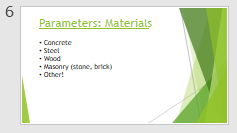 6
Parameters: Materials
• Concrete
• Steel
• Wood
• Masonry (stone, brick)
• Other!